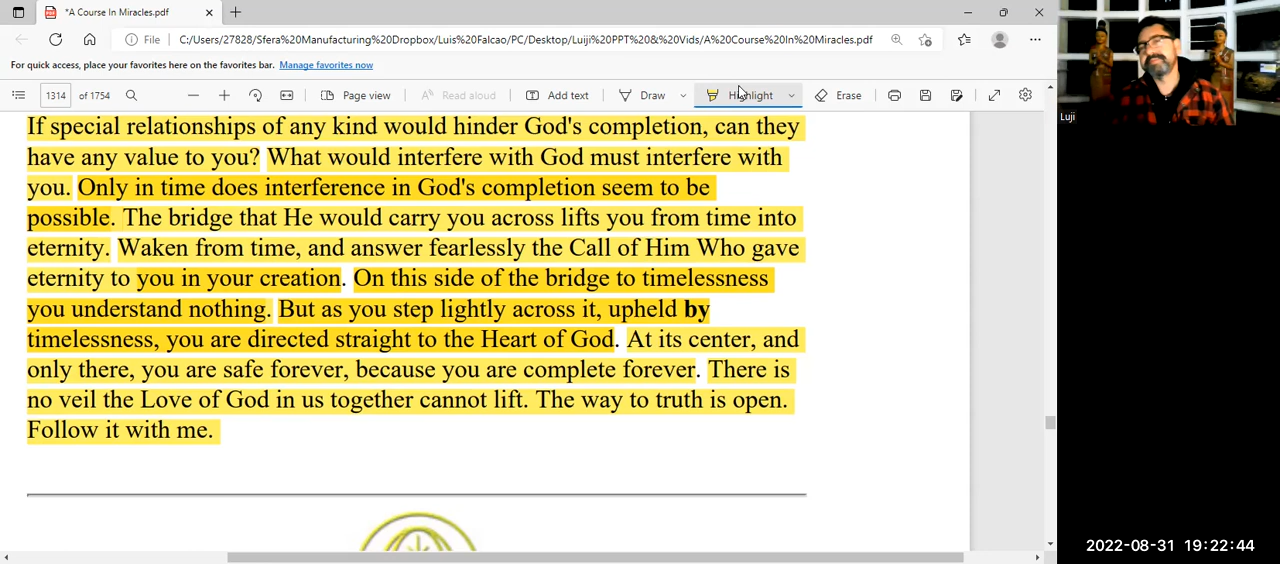 *A Course In Miracles.pdf
File C:/Users/27828/Sfera%20Manufacturing%20Dropbox/Luis%20Falcao/PC/Desktop/Luiji%20PPT%20&%20Vids/A%20Course%20In%20Miracles.pdf
For quick access, place your favorites here on the favorites bar. Manage favorites now
1314 of 1754 Page view Read aloud Add text Draw Highlight Erase
If special relationships of any kind would hinder God's completion, can they
have any value to you? What would interfere with God must interfere with
you. Only in time does interference in God's completion seem to be
possible. The bridge that He would carry you across lifts you from time into
eternity. Waken from time, and answer fearlessly the Call of Him Who gave
eternity to you in your creation. On this side of the bridge to timelessness
you understand nothing. But as you step lightly across it, upheld by
timelessness, you are directed straight to the Heart of God. At its center, and
only there, you are safe forever, because you are complete forever. There is
no veil the Love of God in us together cannot lift. The way to truth is open.
Follow it with me.
Luji
2022-08-31 19:22:44